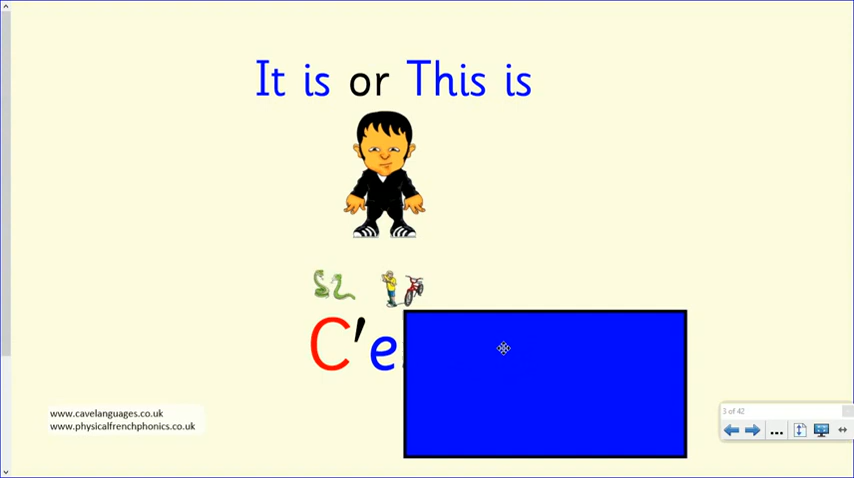 It is or This is
C'e
www.cavelanguages.co.uk
www.physicalfrenchphonics.co.uk
3 of 42
...